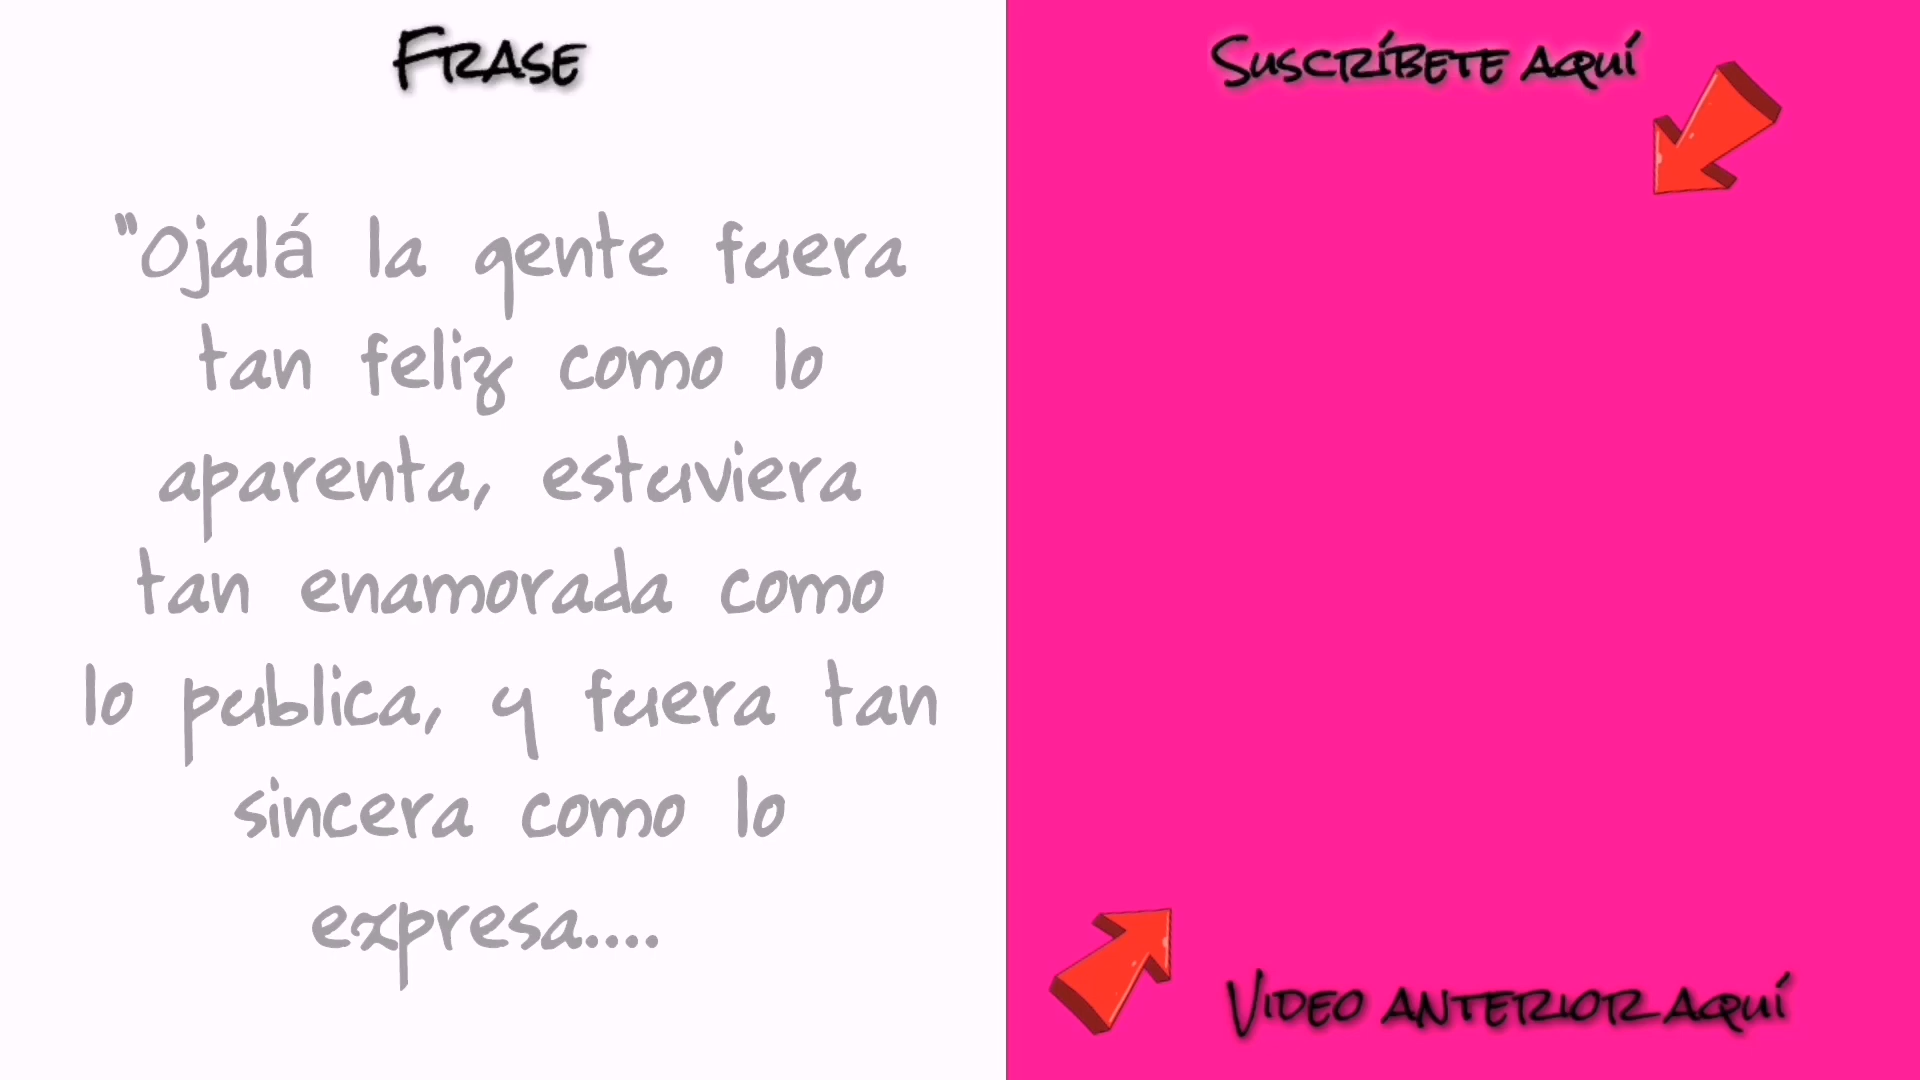 Frase
"Ojalá la gente fuera
tan feliz como lo
aparenta, estuviera
tan enamorada como
lo publica, y fuera tan
sincera como lo
expresa....
Suscríbete aquí
Video anterior aquí